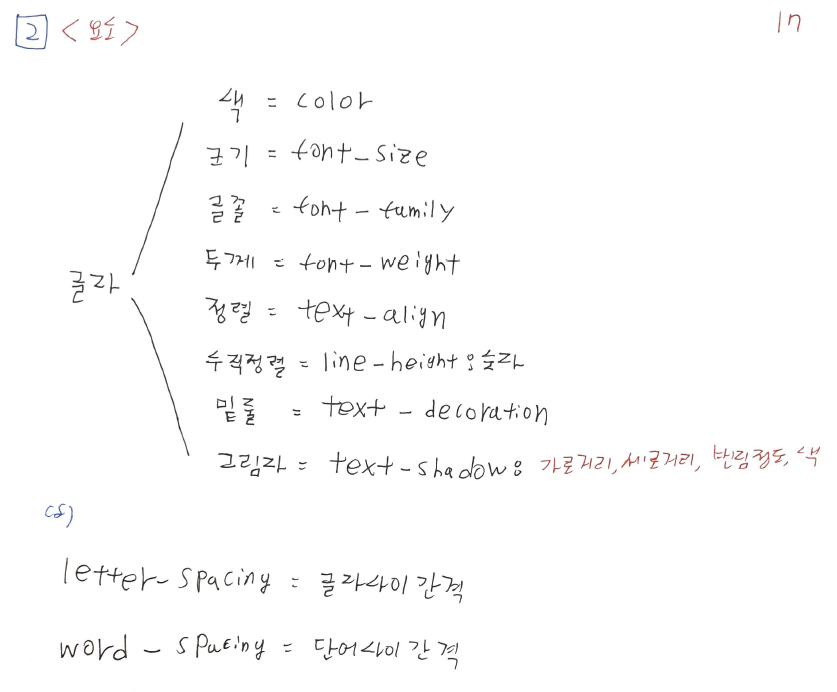 2 <요소> 17
색 = color
크기 = font-size
글꼴 = font-family
두께 = font-weight
글자
정렬 = text-align
수직정렬 = line-height : 숫자
밑줄 = text-decoration
그림자 = text-shadow : 가로거리, 세로거리, 번짐정도, 색
cf)
letter-spacing = 글자사이 간격
word-spacing = 단어사이 간격